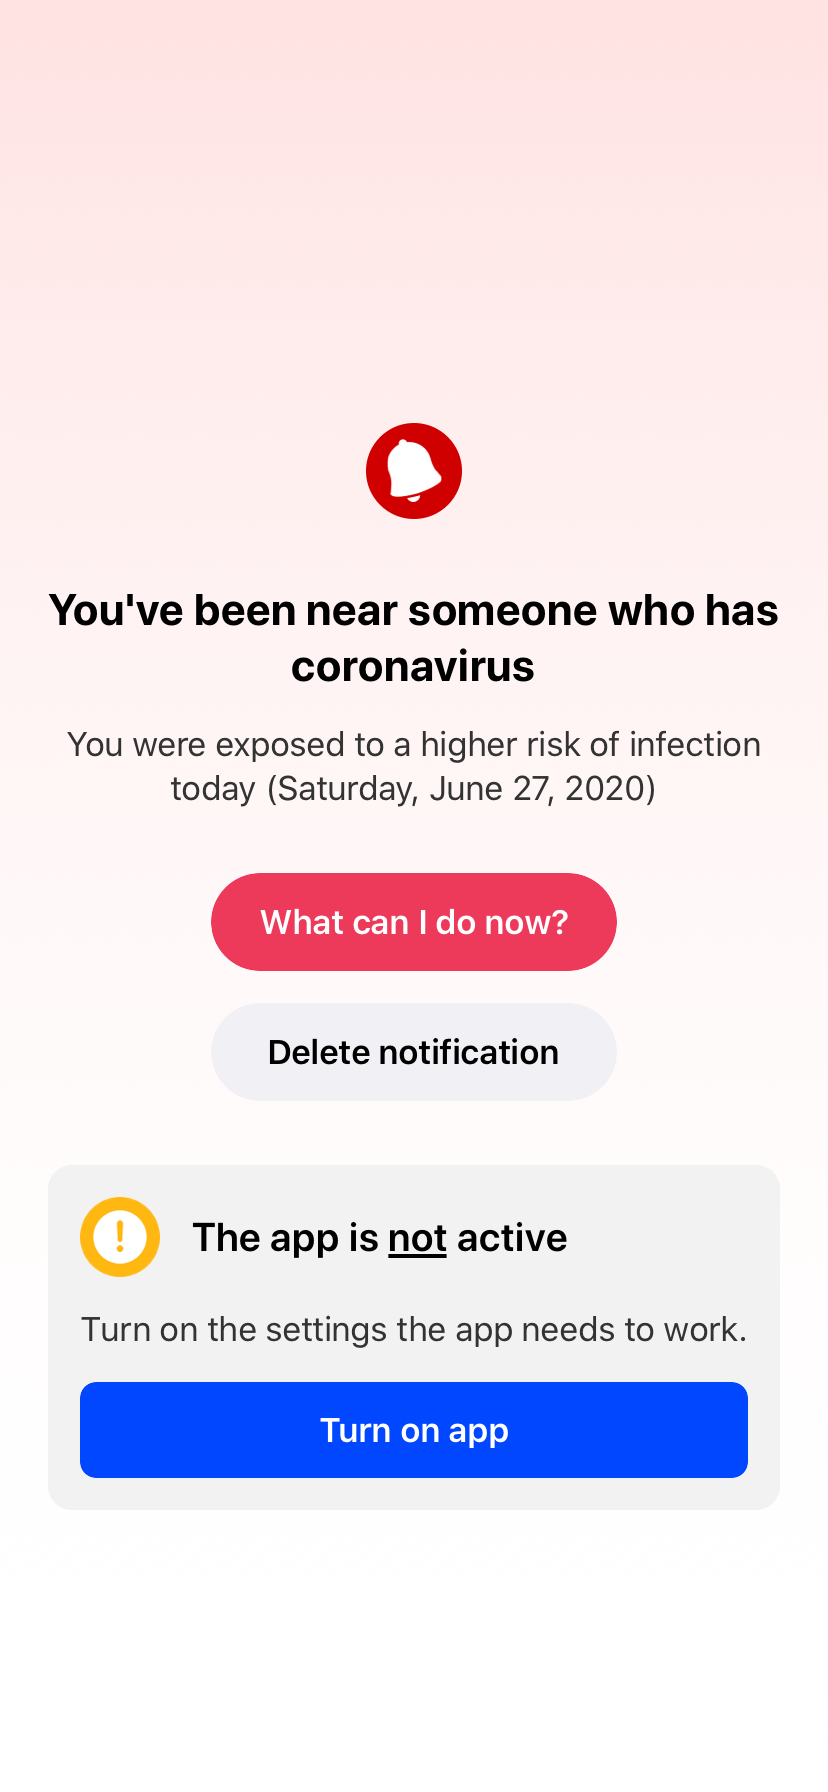 You've been near someone who has
coronavirus
You were exposed to a higher risk of infection
today (Saturday, June 27, 2020)
What can I do now?
Delete notification
The app is not active
Turn on the settings the app needs to work.
Turn on app